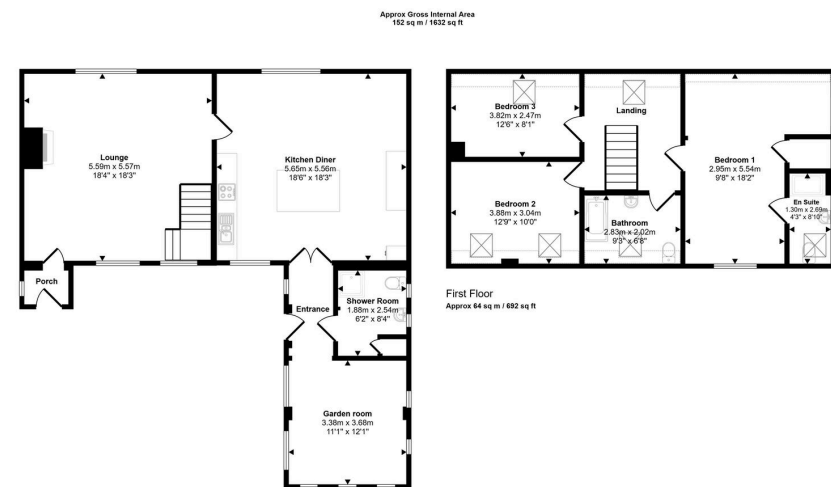 Approx Gross Internal Area
152 sq m / 1632 sq ft
Lounge
5.59m x 5.57m
18'4" x 18'3"
Kitchen Diner
5.65m x 5.56m
18'6" x 18'3"
Porch
Entrance
Shower Room
1.88m x 2.54m
6'2" x 8'4"
Garden room
3.38m x 3.68m
11'1" x 12'1"
Bedroom 3
3.82m x 2.47m
12'6" x 8'1"
Landing
Bedroom 1
2.95m x 5.54m
9'8" x 18'2"
Bedroom 2
3.88m x 3.04m
12'9" x 10'0"
Bathroom
2.83m x 2.02m
9'3" x 6'8"
En Suite
1.30m x 2.69m
4'3" x 8'10"
First Floor
Approx 64 sq m / 692 sq ft